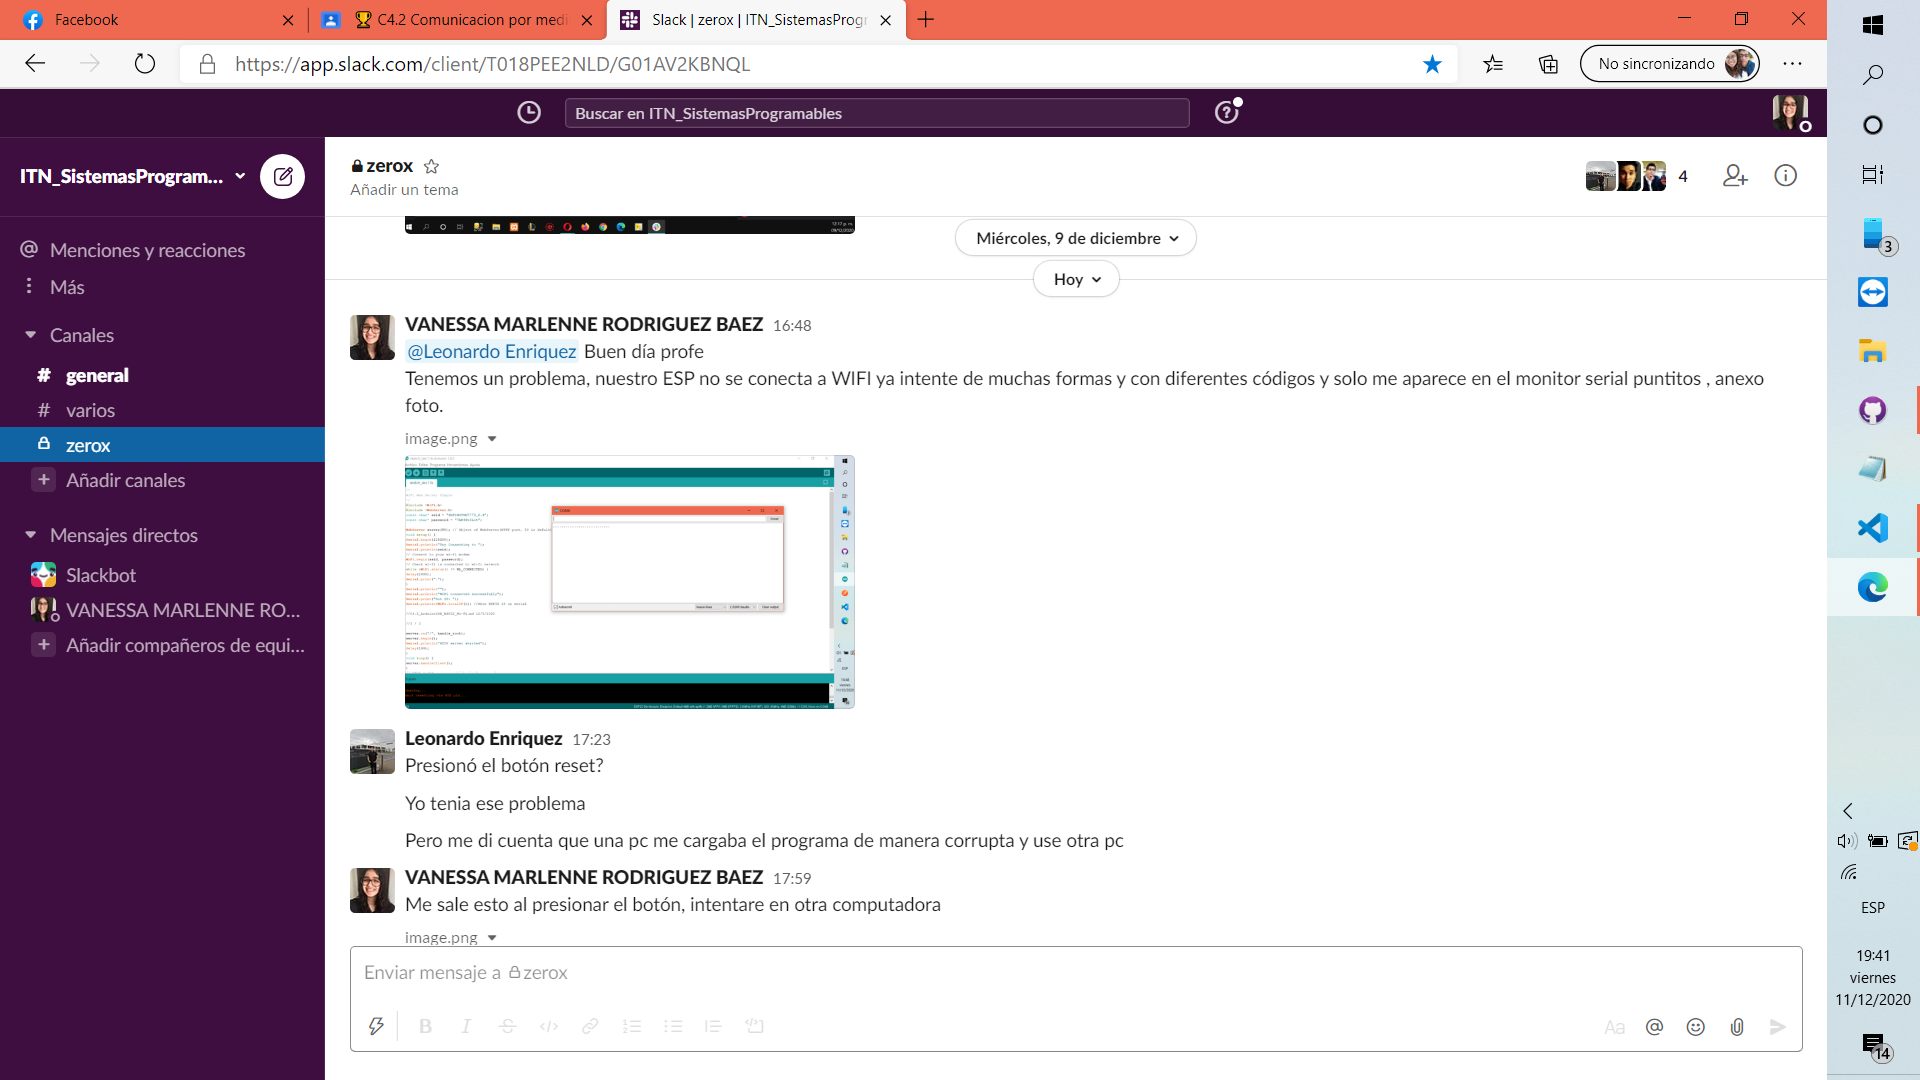 Facebook
C4.2 Comunicacion por medi
Slack | zerox | ITN_SistemasProgr
https://app.slack.com/client/T018PEE2NLD/G01AV2KBNQL
No sincronizando
Buscar en ITN_SistemasProgramables
ITN_SistemasProgram...
zerox
Añadir un tema
4
Menciones y reacciones
Más
Canales
# general
# varios
zerox
+ Añadir canales
Mensajes directos
Slackbot
VANESSA MARLENNE RO...
+ Añadir compañeros de equi...
Miércoles, 9 de diciembre
Hoy
VANESSA MARLENNE RODRIGUEZ BAEZ 16:48
@Leonardo Enriquez Buen día profe
Tenemos un problema, nuestro ESP no se conecta a WIFI ya intente de muchas formas y con diferentes códigos y solo me aparece en el monitor serial puntitos , anexo
foto.
image.png
Leonardo Enriquez 17:23
Presionó el botón reset?
Yo tenia ese problema
Pero me di cuenta que una pc me cargaba el programa de manera corrupta y use otra pc
VANESSA MARLENNE RODRIGUEZ BAEZ 17:59
Me sale esto al presionar el botón, intentare en otra computadora
image.png
Enviar mensaje a zerox
B I S </>
Aa @
3
ESP
19:41
viernes
11/12/2020
14